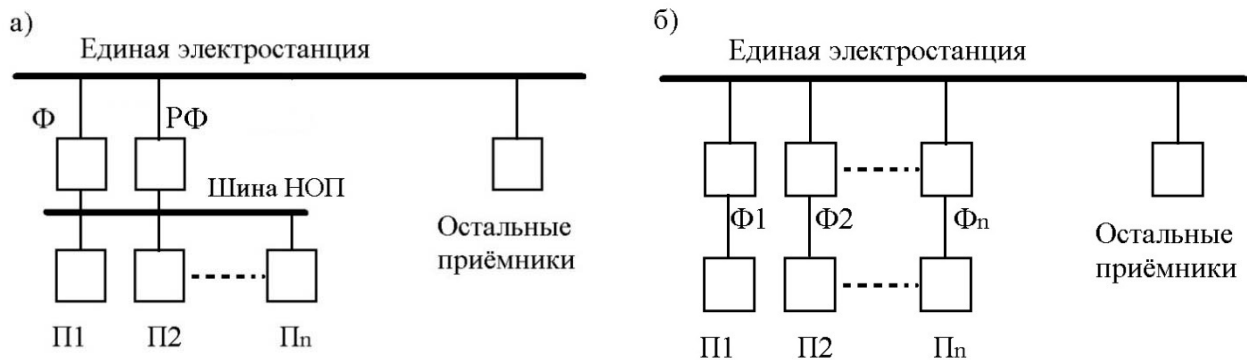 а)
Единая электростанция
Ф
РФ
Шина НОП
Остальные
приёмники
П1
П2
Пn
б)
Единая электростанция
Ф1
Ф2
Фn
Остальные
приёмники
П1
П2
Пn